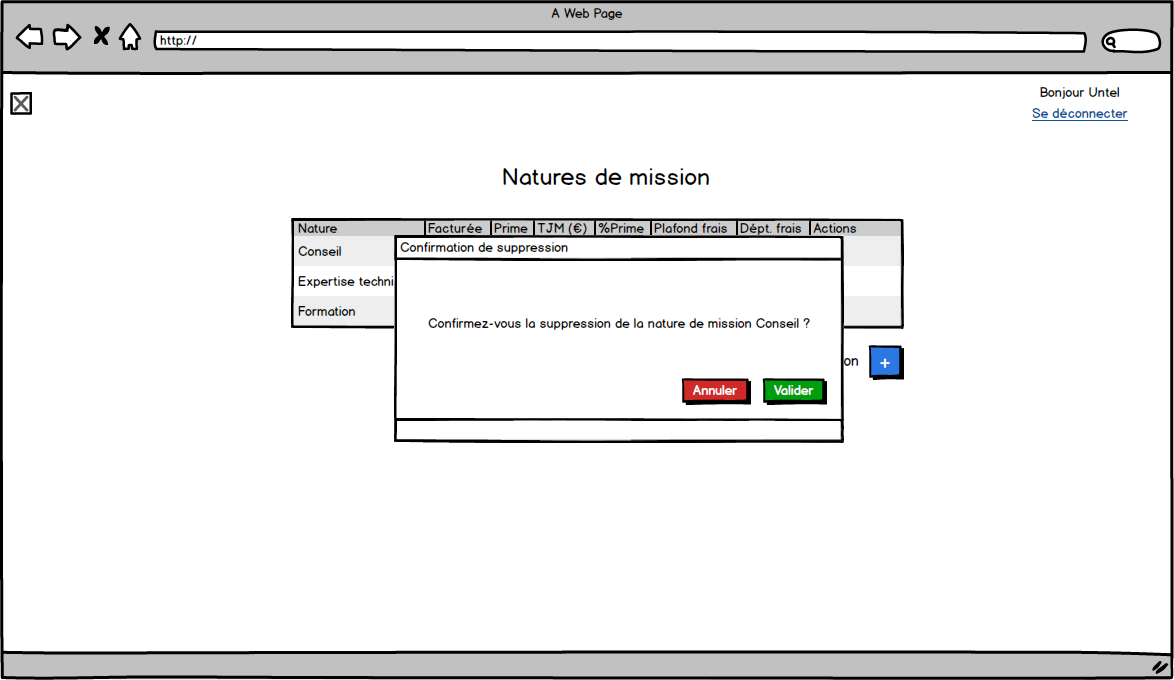 A Web Page
http://
Bonjour Untel
Se déconnecter
Natures de mission
Nature Facturée Prime TJM (€) %Prime Plafond frais Dépt. frais Actions
Confirmation de suppression
Conseil
Expertise techni
Formation
Confirmez-vous la suppression de la nature de mission Conseil ?
on +
Annuler Valider